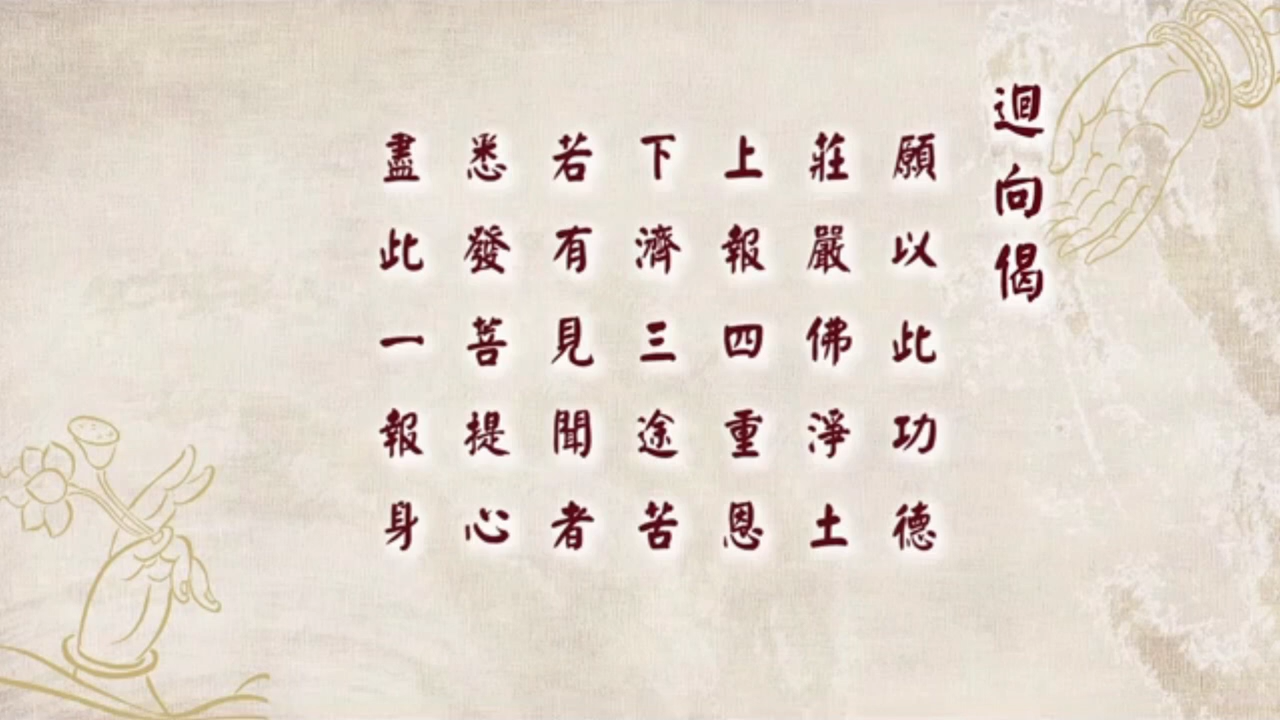 迴向偈
願以此功德
莊嚴佛淨土
上報四重恩
下濟三途苦
若有見聞者
悉發菩提心
盡此一報身